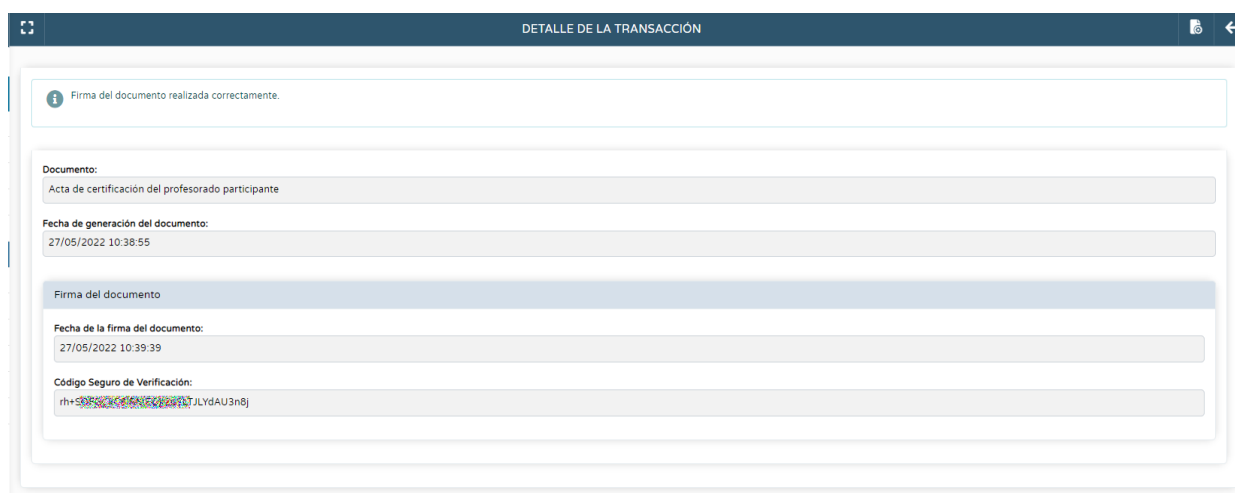 DETALLE DE LA TRANSACCIÓN
Firma del documento realizada correctamente.
Documento:
Acta de certificación del profesorado participante
Fecha de generación del documento:
27/05/2022 10:38:55
Firma del documento
Fecha de la firma del documento:
27/05/2022 10:39:39
Código Seguro de Verificación: